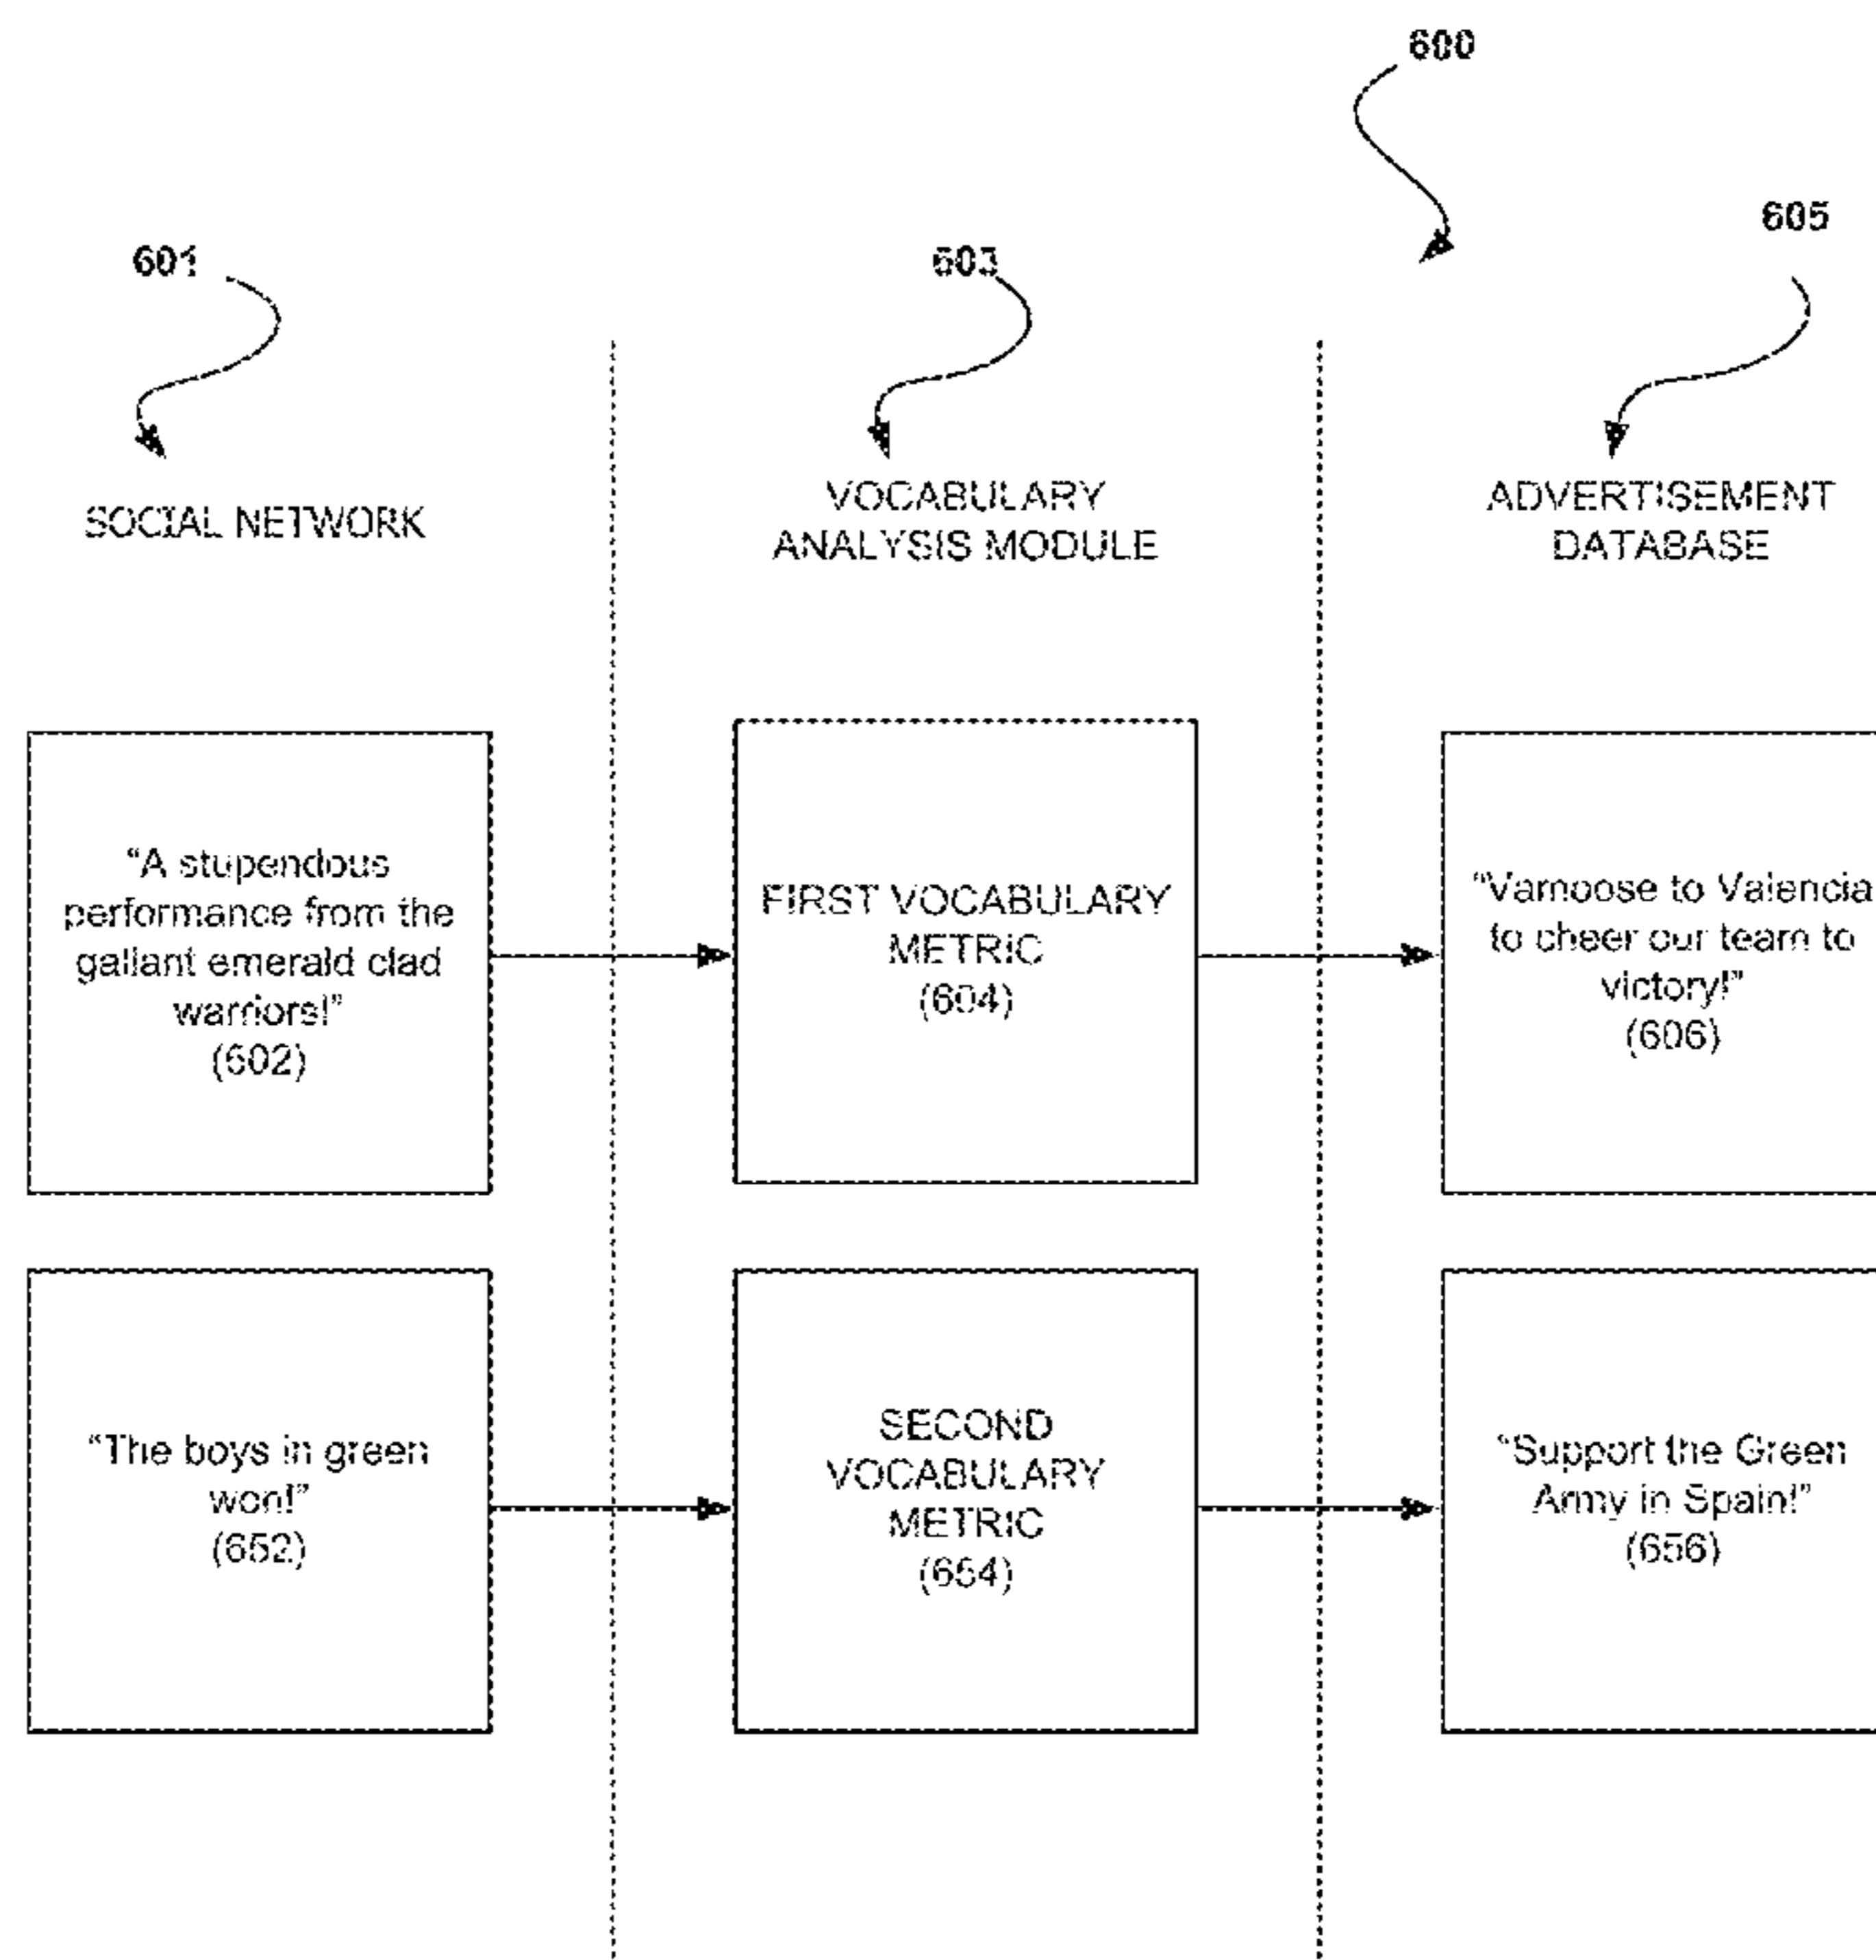 600
605
601
603
SOCIAL NETWORK
VOCABULARY
ANALYSIS MODULE
ADVERTISEMENT
DATABASE
“A stupendous
performance from the
gallant emerald clad
warriors!”
(602)
FIRST VOCABULARY
METRIC
(604)
“Vamoose to Valencia
to cheer our team to
victory!”
(606)
“The boys in green
won!”
(652)
SECOND
VOCABULARY
METRIC
(654)
“Support the Green
Army in Spain!”
(656)